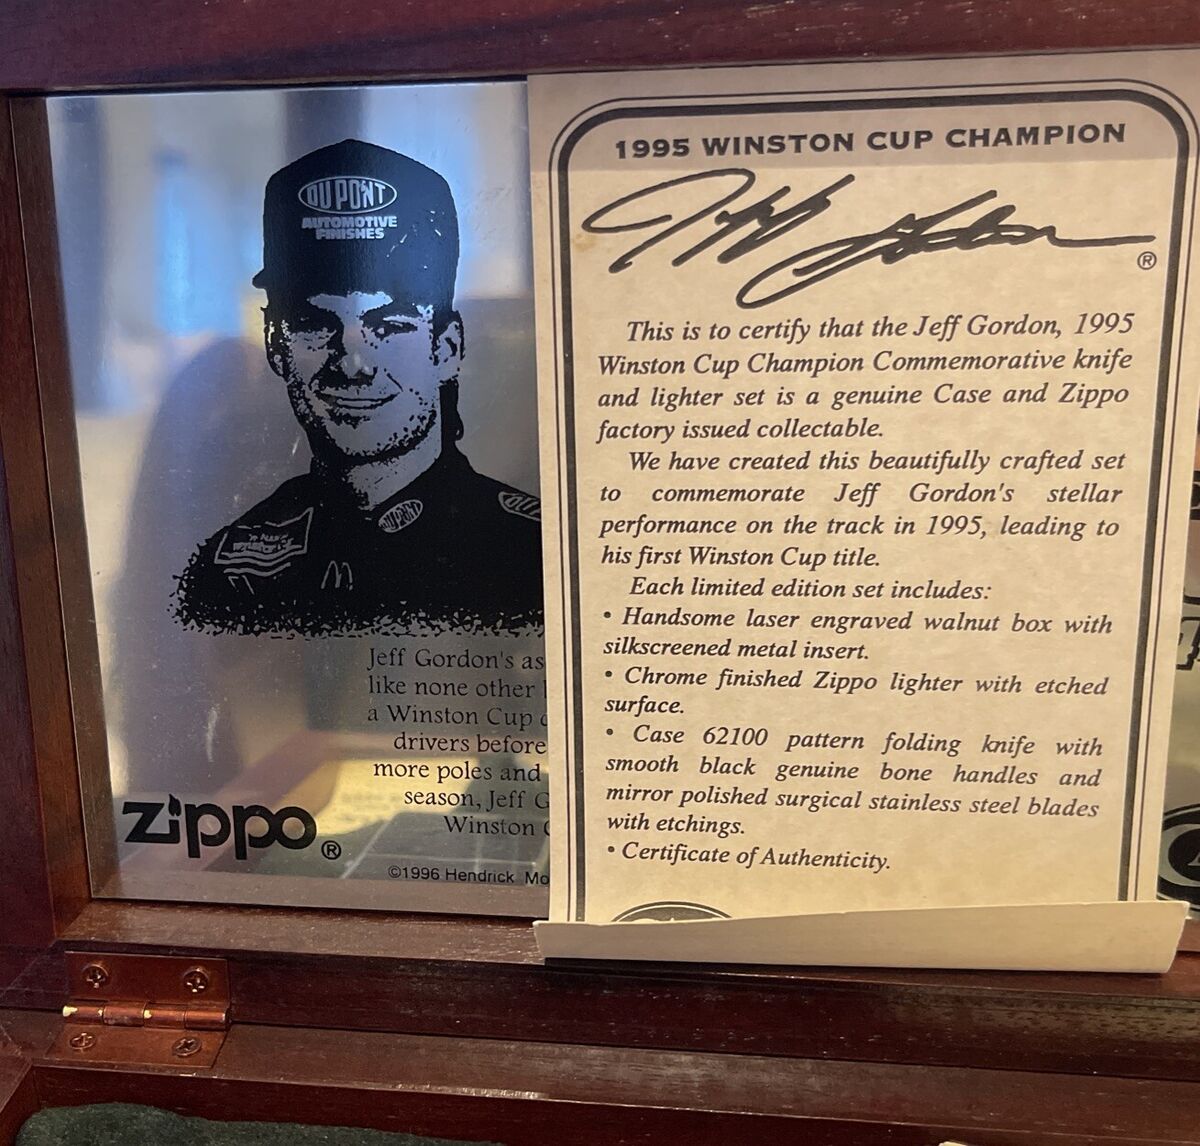 DU PONT
AUTOMOTIVE
FINISHES
DU PONT
Jeff Gordon's as
like none other
a Winston Cup
drivers before
more poles and
season, Jeff G
Winston
zippo®
©1996 Hendrick Mo
1995 WINSTON CUP CHAMPION
Jeff Gordon
®
This is to certify that the Jeff Gordon, 1995
Winston Cup Champion Commemorative knife
and lighter set is a genuine Case and Zippo
factory issued collectable.
We have created this beautifully crafted set
to commemorate Jeff Gordon's stellar
performance on the track in 1995, leading to
his first Winston Cup title.
Each limited edition set includes:
• Handsome laser engraved walnut box with
silkscreened metal insert.
• Chrome finished Zippo lighter with etched
surface.
• Case 62100 pattern folding knife with
smooth black genuine bone handles and
mirror polished surgical stainless steel blades
with etchings.
• Certificate of Authenticity.